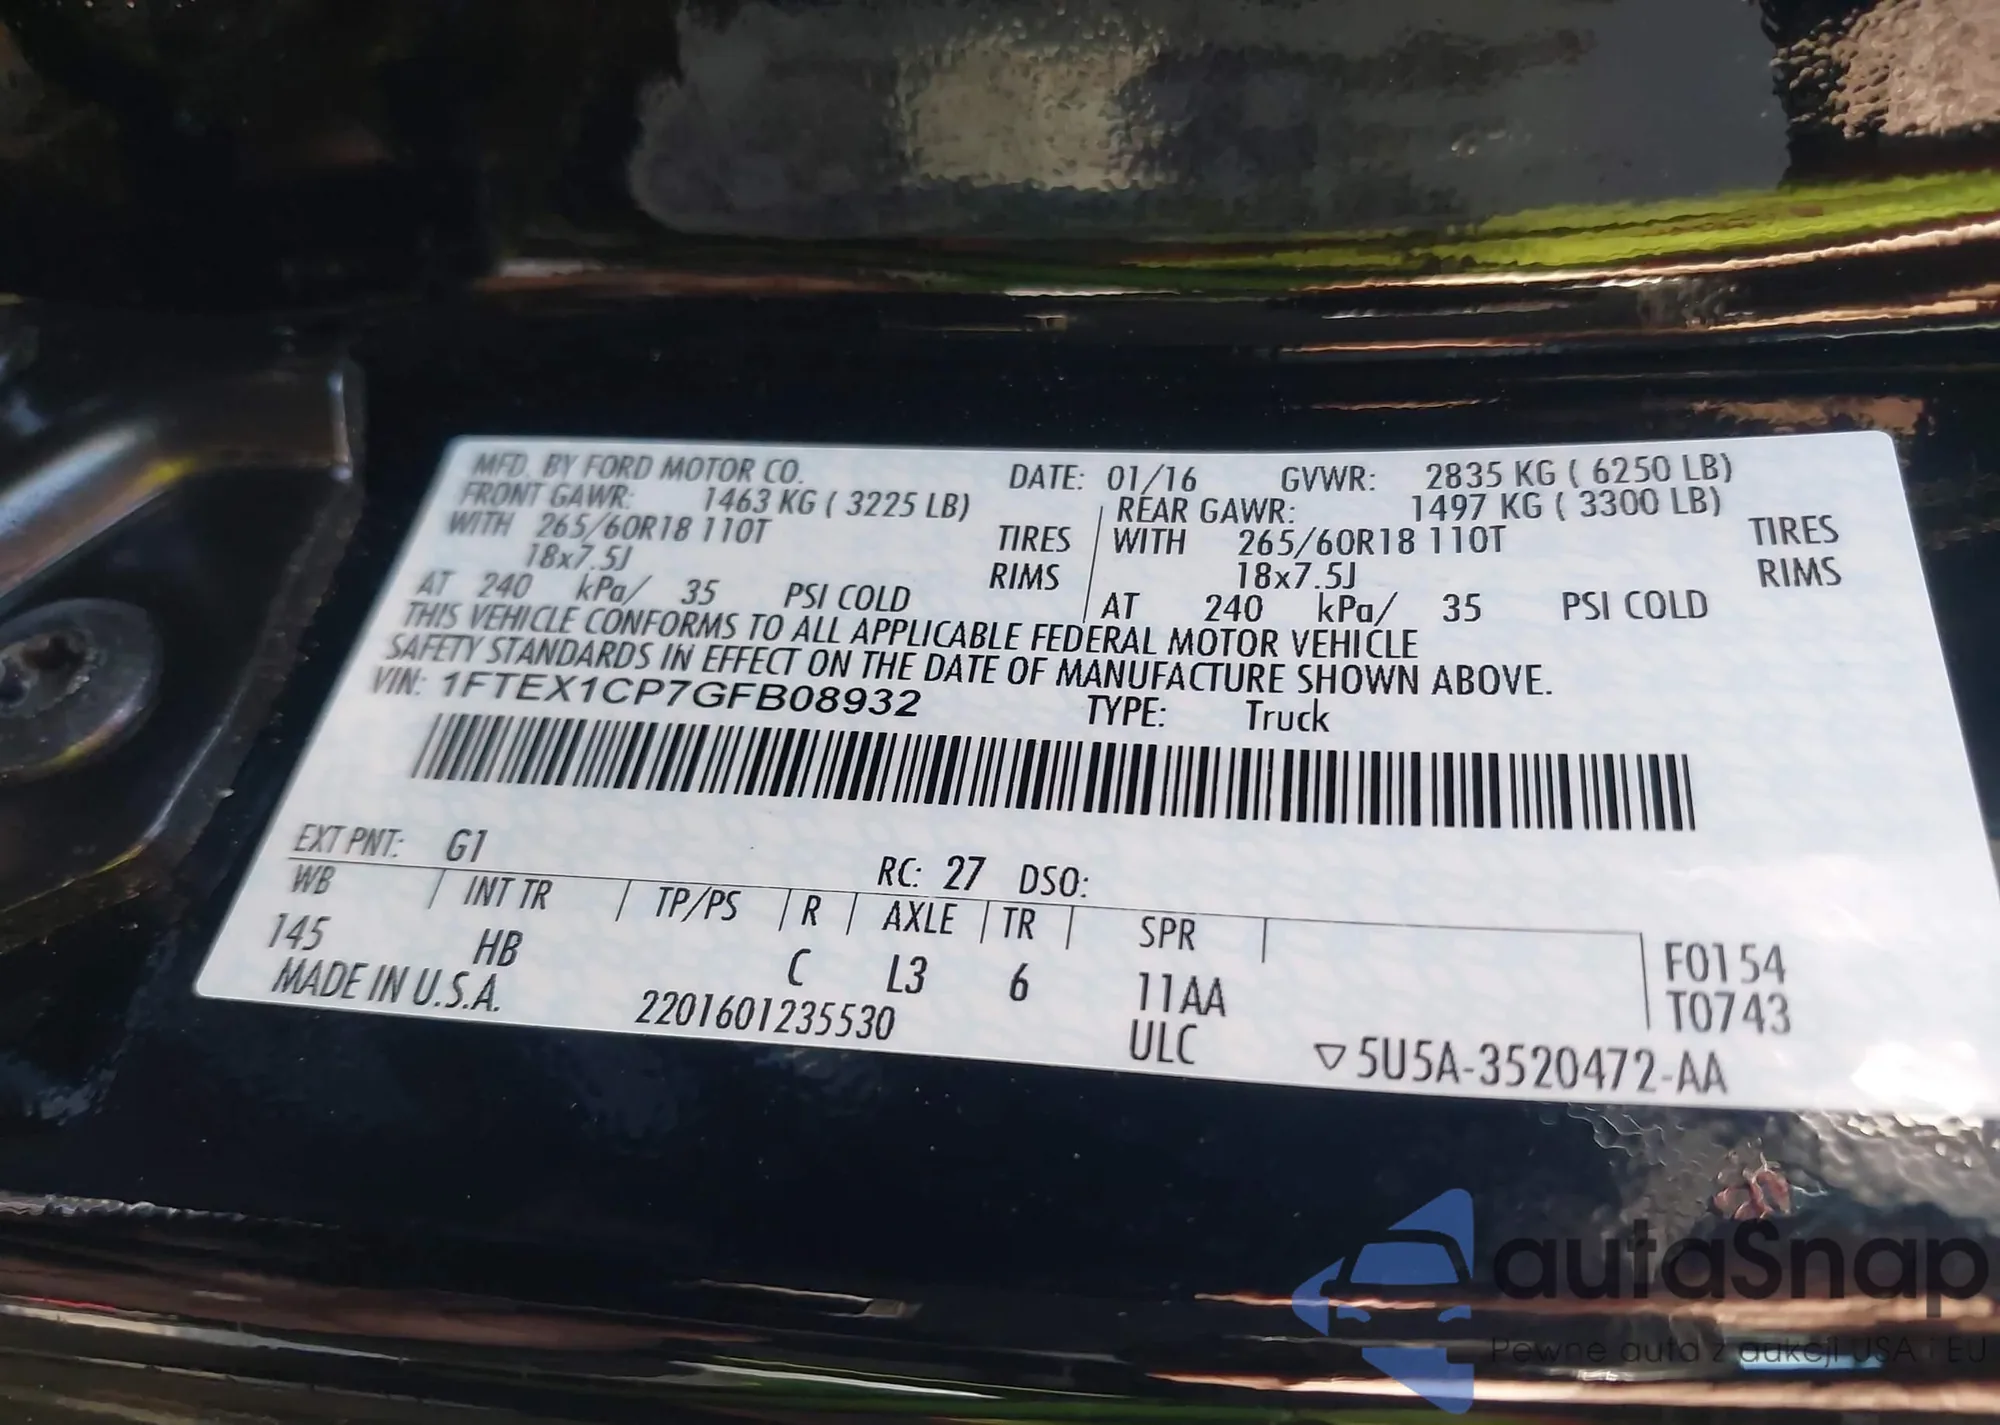 MFD. BY FORD MOTOR CO. DATE: 01/16 GVWR: 2835 KG ( 6250 LB)
FRONT GAWR: 1463 KG ( 3225 LB) REAR GAWR: 1497 KG ( 3300 LB)
WITH 265/60R18 110T TIRES WITH 265/60R18 110T TIRES
18x7.5J RIMS 18x7.5J RIMS
AT 240 kPa/ 35 PSI COLD AT 240 kPa/ 35 PSI COLD
THIS VEHICLE CONFORMS TO ALL APPLICABLE FEDERAL MOTOR VEHICLE
SAFETY STANDARDS IN EFFECT ON THE DATE OF MANUFACTURE SHOWN ABOVE.
VIN: 1FTEX1CP7GFB08932 TYPE: Truck
EXT PNT: G1 RC: 27 DSO:
WB INT TR TP/PS R AXLE TR SPR
145 HB C L3 6 11AA F0154
MADE IN U.S.A. 2201601235530 ULC T0743
▽5U5A-3520472-AA
autaSnap
Pewne auta z aukcji USA i EU